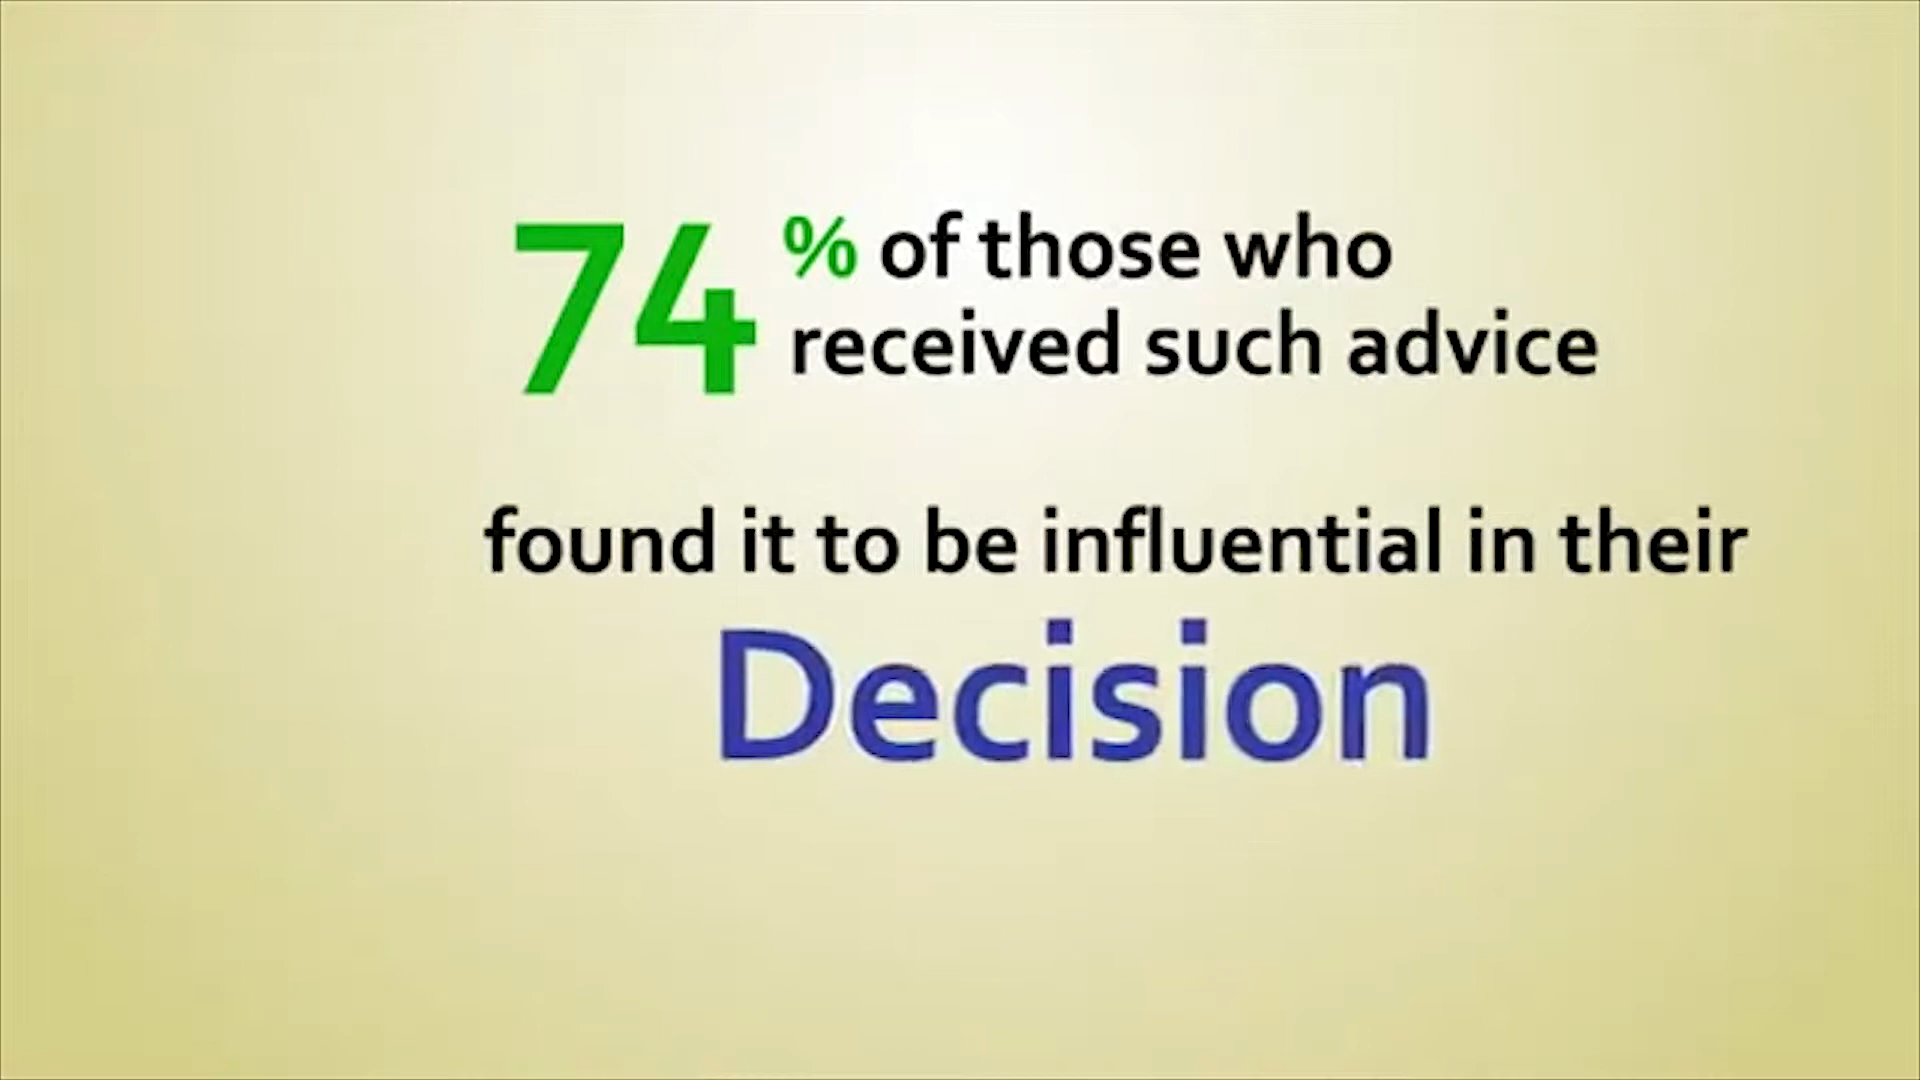 74 % of those who
received such advice
found it to be influential in their
Decision